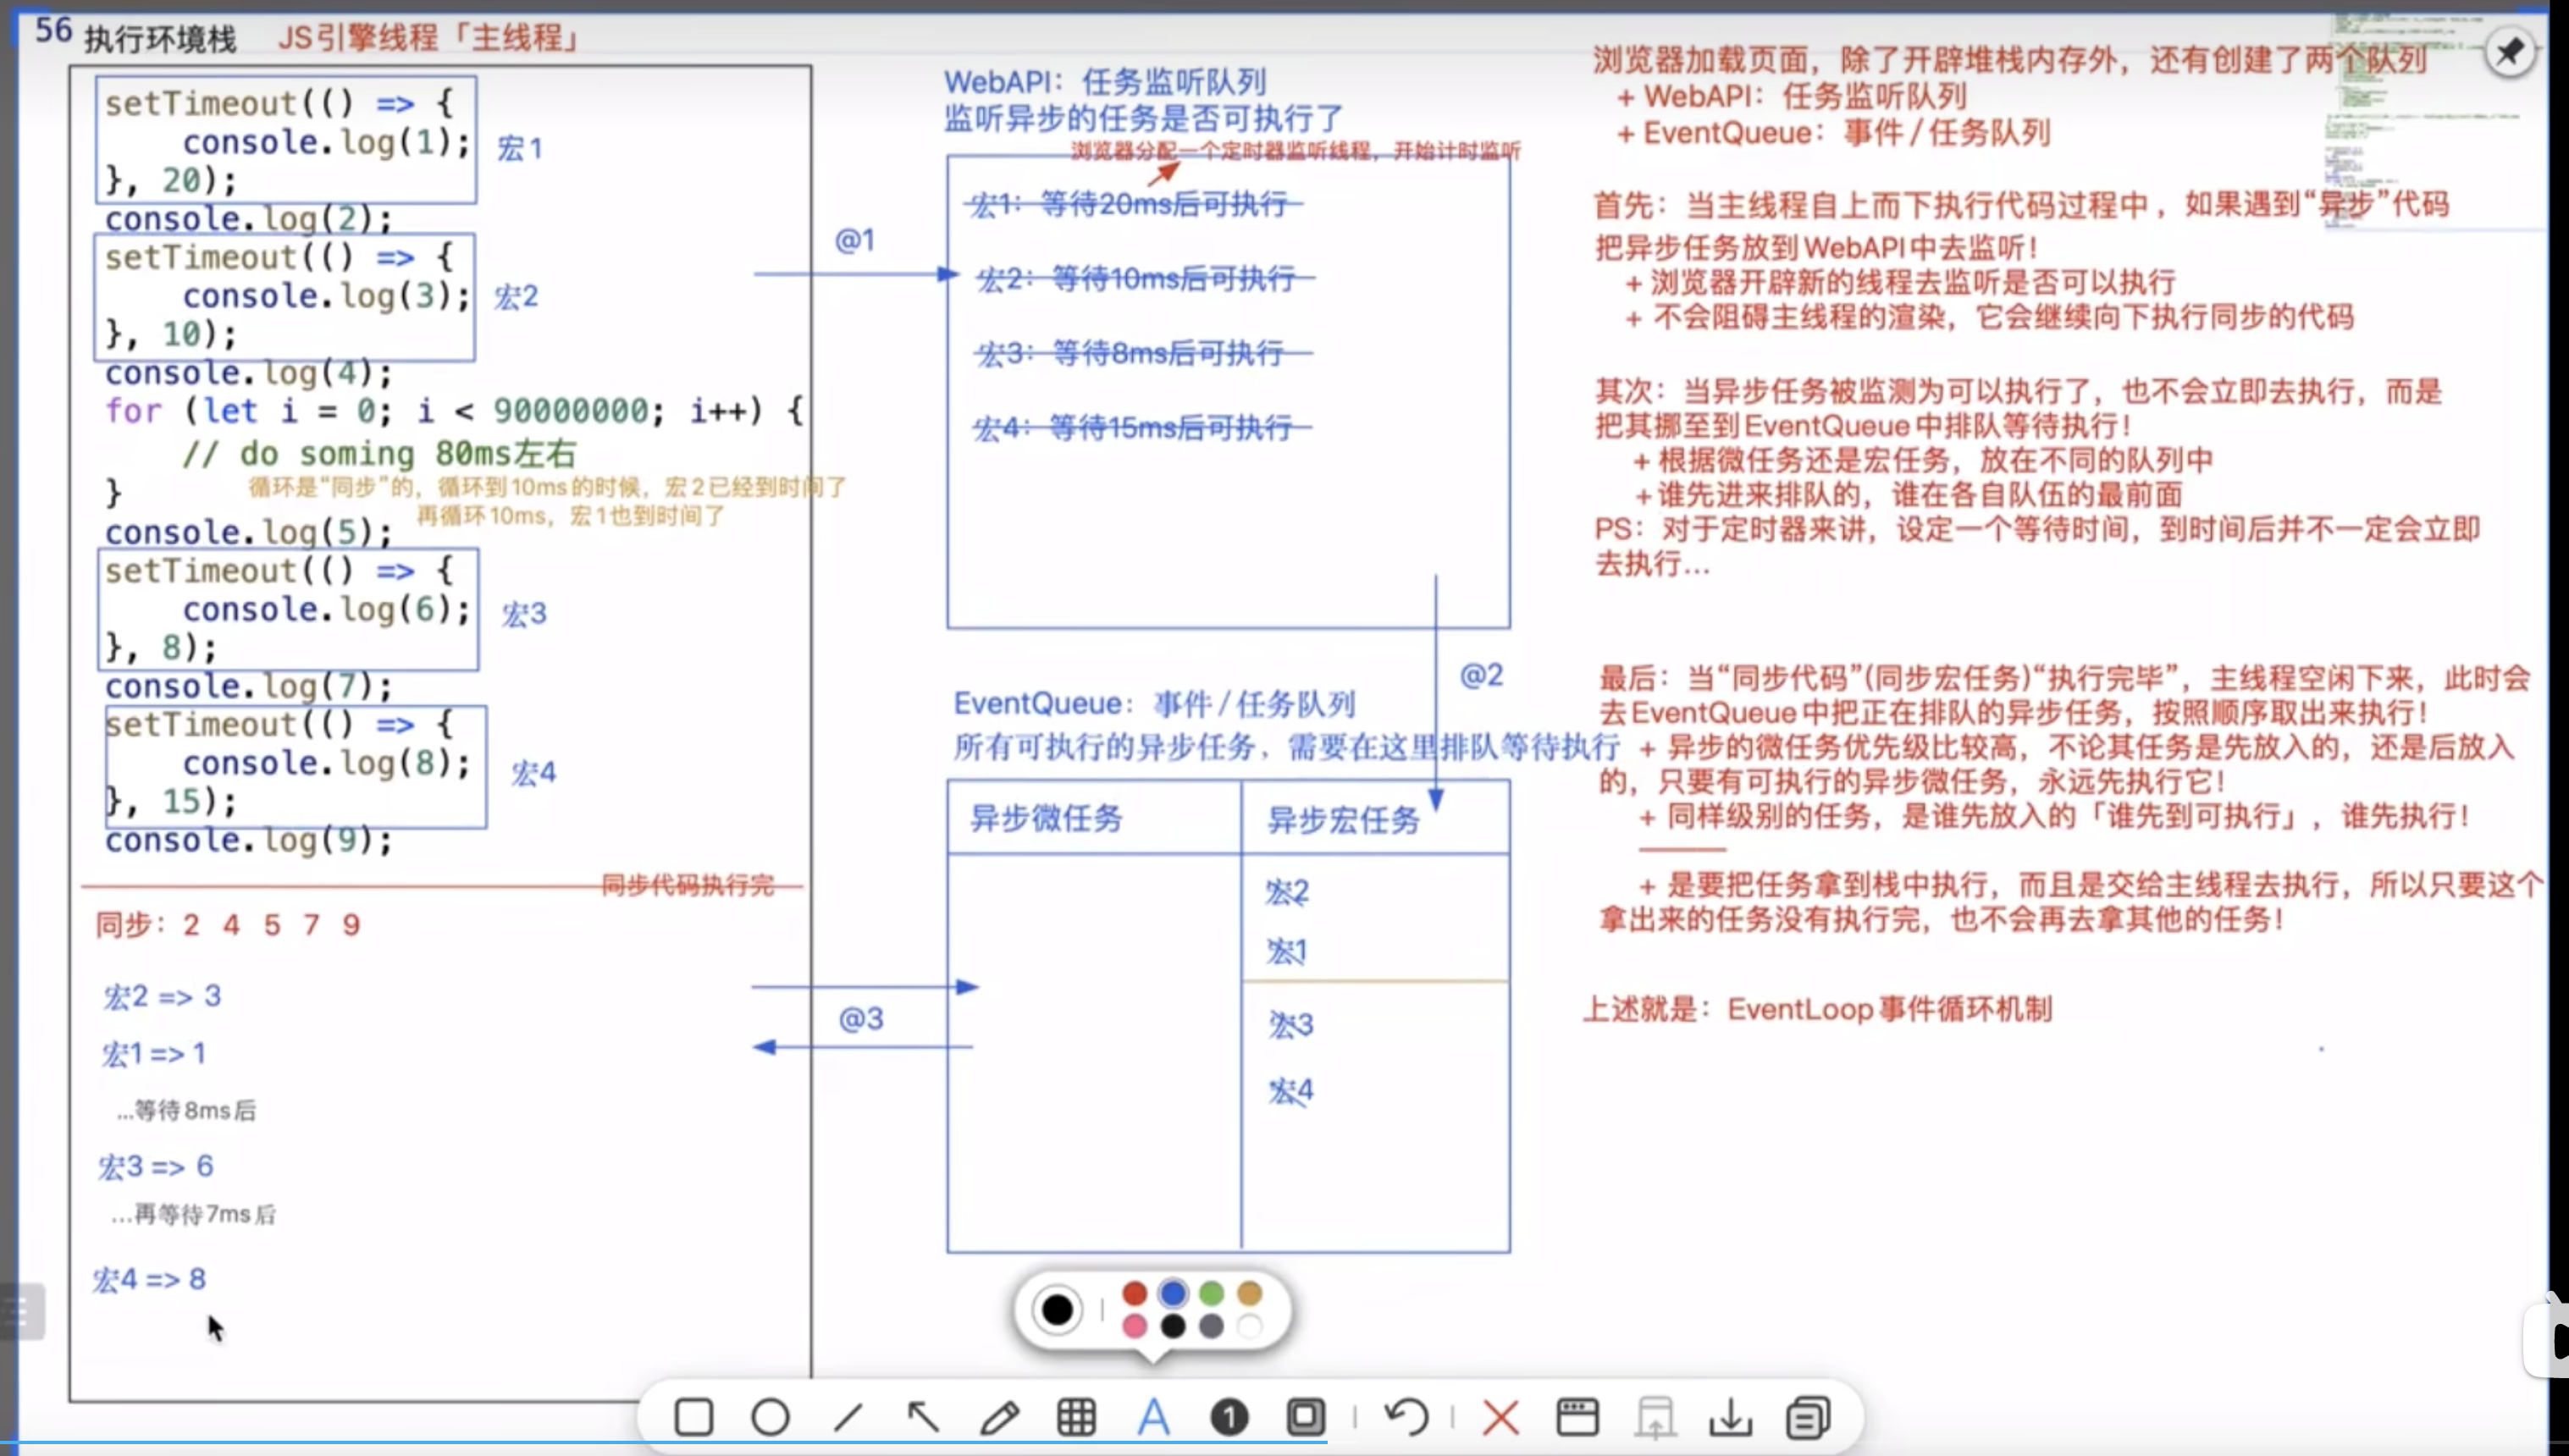 56 执行环境栈 JS引擎线程「主线程」
setTimeout(() => {
    console.log(1);
}, 20);
宏1
console.log(2);
setTimeout(() => {
    console.log(3);
}, 10);
宏2
console.log(4);
for (let i = 0; i < 90000000; i++) {
    // do soming 80ms左右
}
循环是“同步”的，循环到10ms的时候，宏2已经到时间了
再循环10ms，宏1也到时间了
console.log(5);
setTimeout(() => {
    console.log(6);
}, 8);
宏3
console.log(7);
setTimeout(() => {
    console.log(8);
}, 15);
宏4
console.log(9);
同步代码执行完
同步：2 4 5 7 9
宏2 => 3
宏1 => 1
...等待8ms后
宏3 => 6
...再等待7ms后
宏4 => 8
@1
WebAPI：任务监听队列
监听异步的任务是否可执行了
浏览器分配一个定时器监听线程，开始计时监听
宏1：等待20ms后可执行
宏2：等待10ms后可执行
宏3：等待8ms后可执行
宏4：等待15ms后可执行
@2
EventQueue：事件/任务队列
所有可执行的异步任务，需要在这里排队等待执行
异步微任务 异步宏任务
宏2
宏1
宏3
宏4
@3
浏览器加载页面，除了开辟堆栈内存外，还有创建了两个队列
+ WebAPI：任务监听队列
+ EventQueue：事件/任务队列
首先：当主线程自上而下执行代码过程中，如果遇到“异步”代码
把异步任务放到WebAPI中去监听！
+ 浏览器开辟新的线程去监听是否可以执行
+ 不会阻碍主线程的渲染，它会继续向下执行同步的代码
其次：当异步任务被监测为可以执行了，也不会立即去执行，而是
把其挪至到EventQueue中排队等待执行！
+ 根据微任务还是宏任务，放在不同的队列中
+谁先进来排队的，谁在各自队伍的最前面
PS：对于定时器来讲，设定一个等待时间，到时间后并不一定会立即
去执行...
最后：当“同步代码”(同步宏任务)“执行完毕”，主线程空闲下来，此时会
去EventQueue中把正在排队的异步任务，按照顺序取出来执行！
+ 异步的微任务优先级比较高，不论其任务是先放入的，还是后放入
的，只要有可执行的异步微任务，永远先执行它！
+ 同样级别的任务，是谁先放入的「谁先到可执行」，谁先执行！
+ 是要把任务拿到栈中执行，而且是交给主线程去执行，所以只要这个
拿出来的任务没有执行完，也不会再去拿其他的任务！
上述就是：EventLoop事件循环机制
A
1